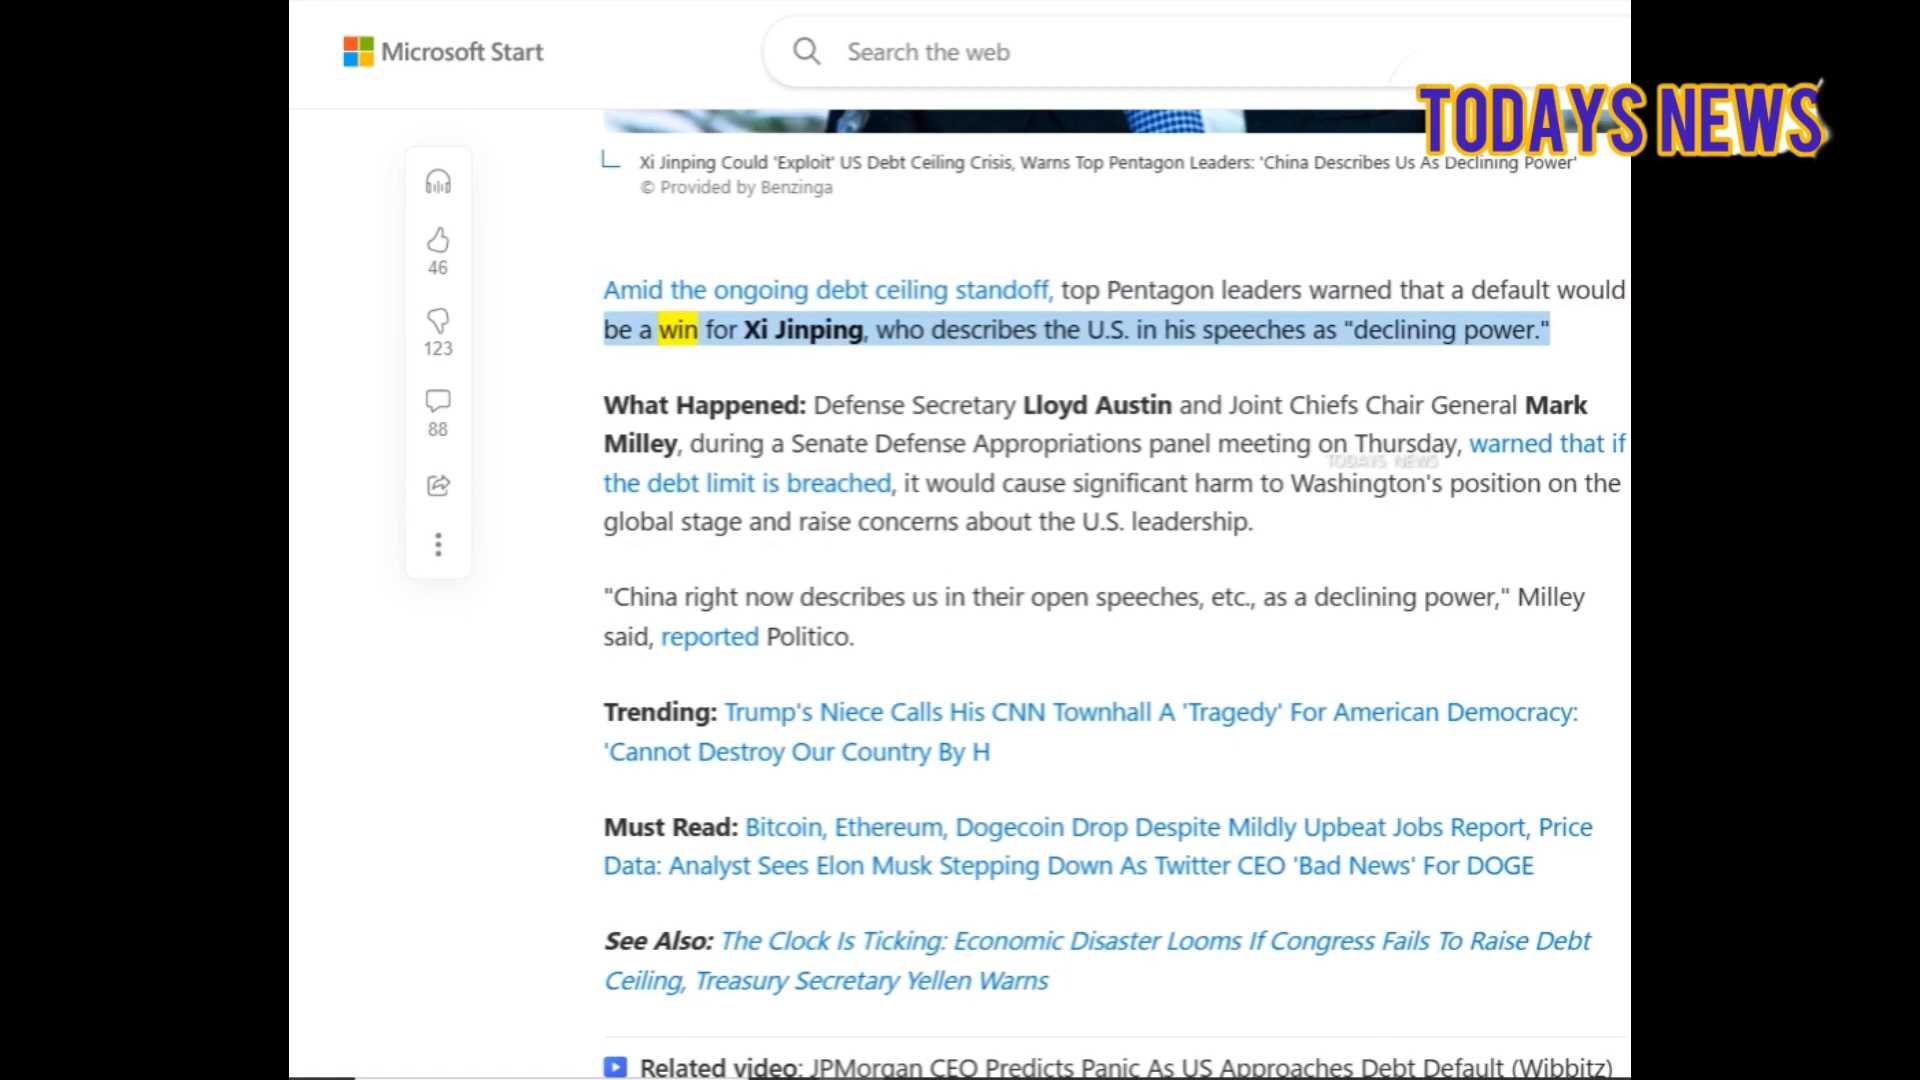 Microsoft Start
Search the web
TODAYS NEWS
Xi Jinping Could 'Exploit' US Debt Ceiling Crisis, Warns Top Pentagon Leaders: 'China Describes Us As Declining Power'
© Provided by Benzinga
46
123
88
Amid the ongoing debt ceiling standoff, top Pentagon leaders warned that a default would
be a win for Xi Jinping, who describes the U.S. in his speeches as "declining power."
What Happened: Defense Secretary Lloyd Austin and Joint Chiefs Chair General Mark
Milley, during a Senate Defense Appropriations panel meeting on Thursday, warned that if
TODAYS NEWS
the debt limit is breached, it would cause significant harm to Washington's position on the
global stage and raise concerns about the U.S. leadership.
"China right now describes us in their open speeches, etc., as a declining power," Milley
said, reported Politico.
Trending: Trump's Niece Calls His CNN Townhall A 'Tragedy' For American Democracy:
'Cannot Destroy Our Country By H
Must Read: Bitcoin, Ethereum, Dogecoin Drop Despite Mildly Upbeat Jobs Report, Price
Data: Analyst Sees Elon Musk Stepping Down As Twitter CEO 'Bad News' For DOGE
See Also: The Clock Is Ticking: Economic Disaster Looms If Congress Fails To Raise Debt
Ceiling, Treasury Secretary Yellen Warns
Related video: JPMorgan CEO Predicts Panic As US Approaches Debt Default (Wibbitz)